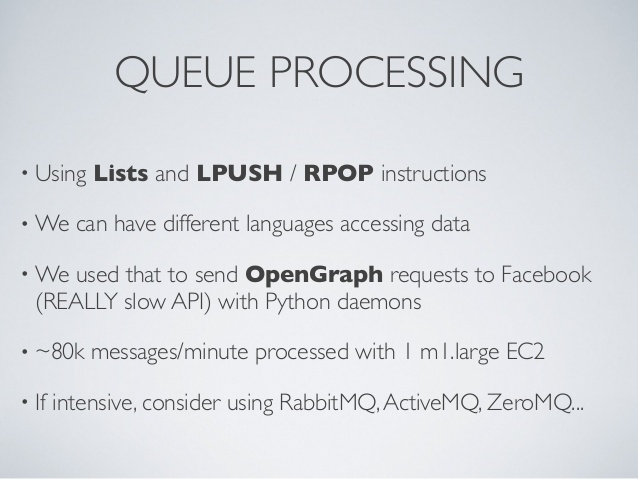 QUEUE PROCESSING
• Using Lists and LPUSH / RPOP instructions
• We can have different languages accessing data
• We used that to send OpenGraph requests to Facebook
(REALLY slow API) with Python daemons
• ~80k messages/minute processed with 1 m1.large EC2
• If intensive, consider using RabbitMQ, ActiveMQ, ZeroMQ...